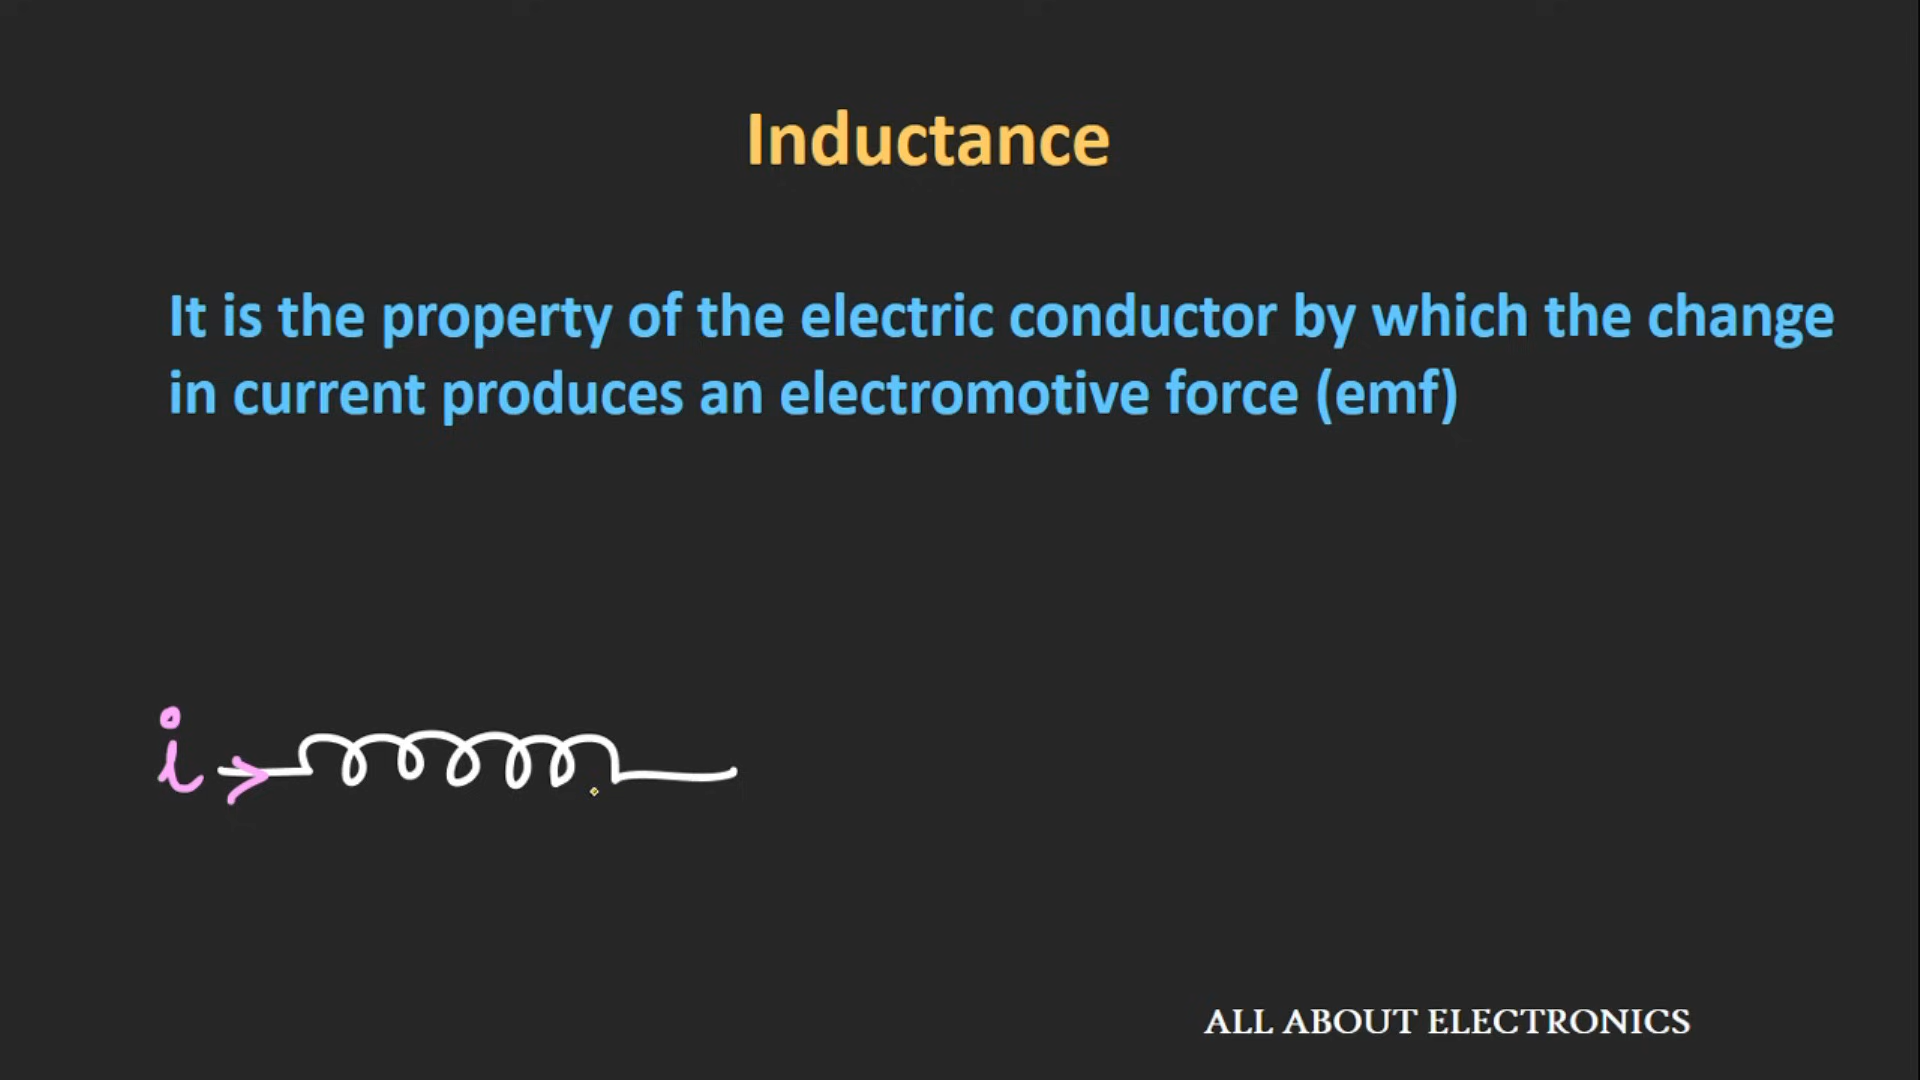 Inductance
It is the property of the electric conductor by which the change
in current produces an electromotive force (emf)
i
ALL ABOUT ELECTRONICS